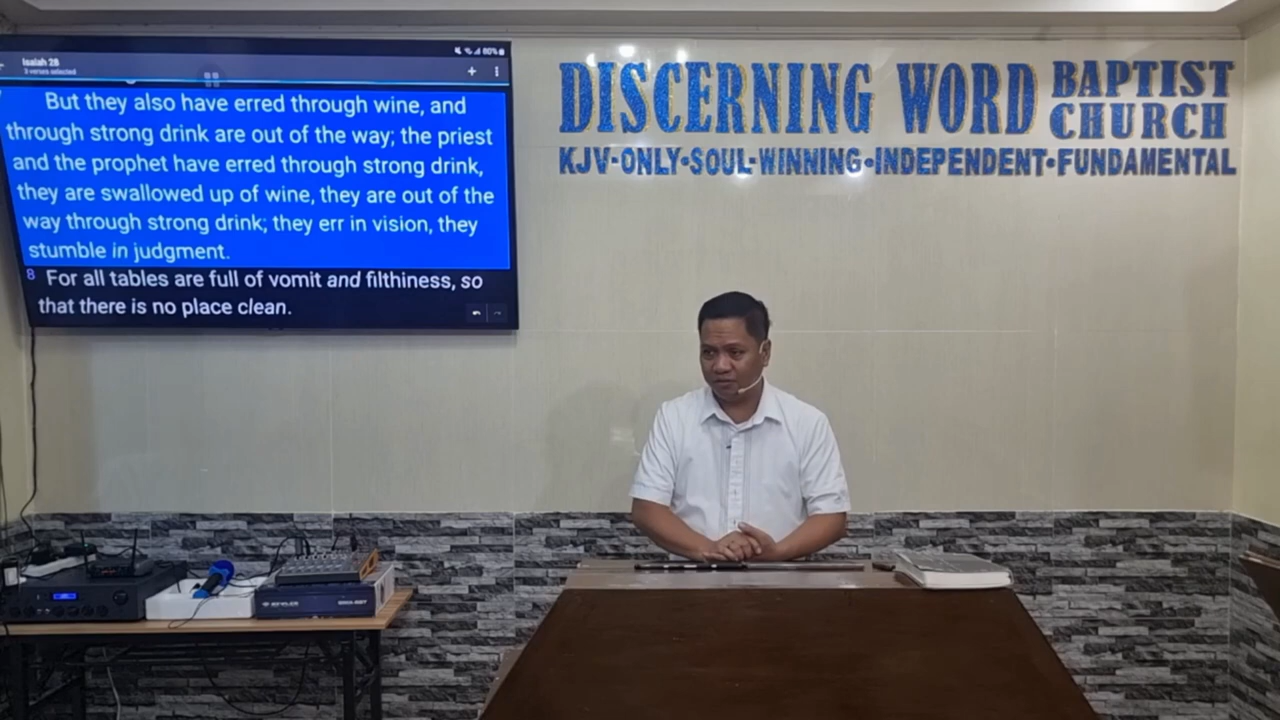 80%
Isaiah 28
3 verses selected
But they also have erred through wine, and
through strong drink are out of the way; the priest
and the prophet have erred through strong drink,
they are swallowed up of wine, they are out of the
way through strong drink; they err in vision, they
stumble in judgment.
8 For all tables are full of vomit and filthiness, so
that there is no place clean.
DISCERNING WORD BAPTIST
CHURCH
KJV-ONLY•SOUL-WINNING•INDEPENDENT•FUNDAMENTAL